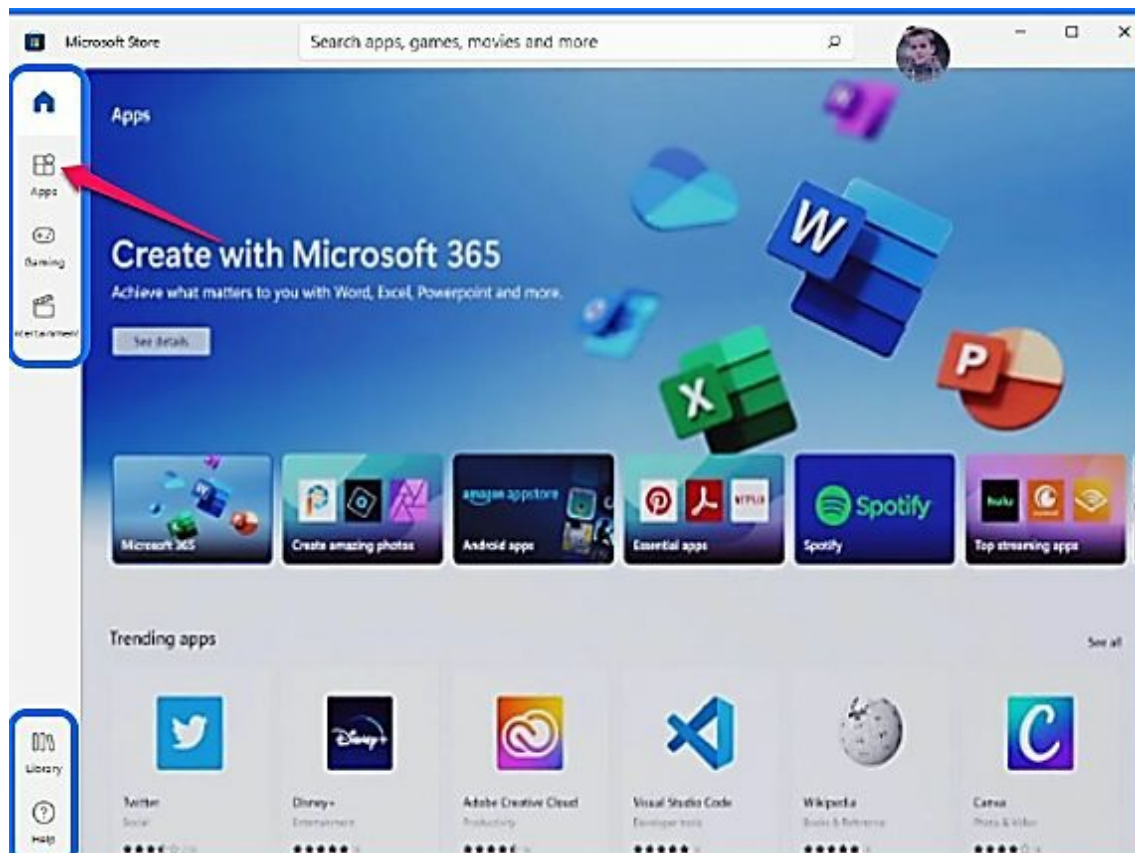 Microsoft Store
Search apps, games, movies and more
Apps
Apps
Gaming
ntertainment
Create with Microsoft 365
Achieve what matters to you with Word, Excel, Powerpoint and more.
See details
W
X
P
Microsoft 365
Create amazing photos
amazon appstore
Android apps
NETFLIX
Essential apps
Spotify
Spotify
hulu
Top streaming apps
Trending apps
See all
Disney+
C
Library
Help
Twitter
Social
Disney+
Entertainment
Adobe Creative Cloud
Productivity
Visual Studio Code
Developer tools
Wikipedia
Books & Reference
Canva
Photo & Video